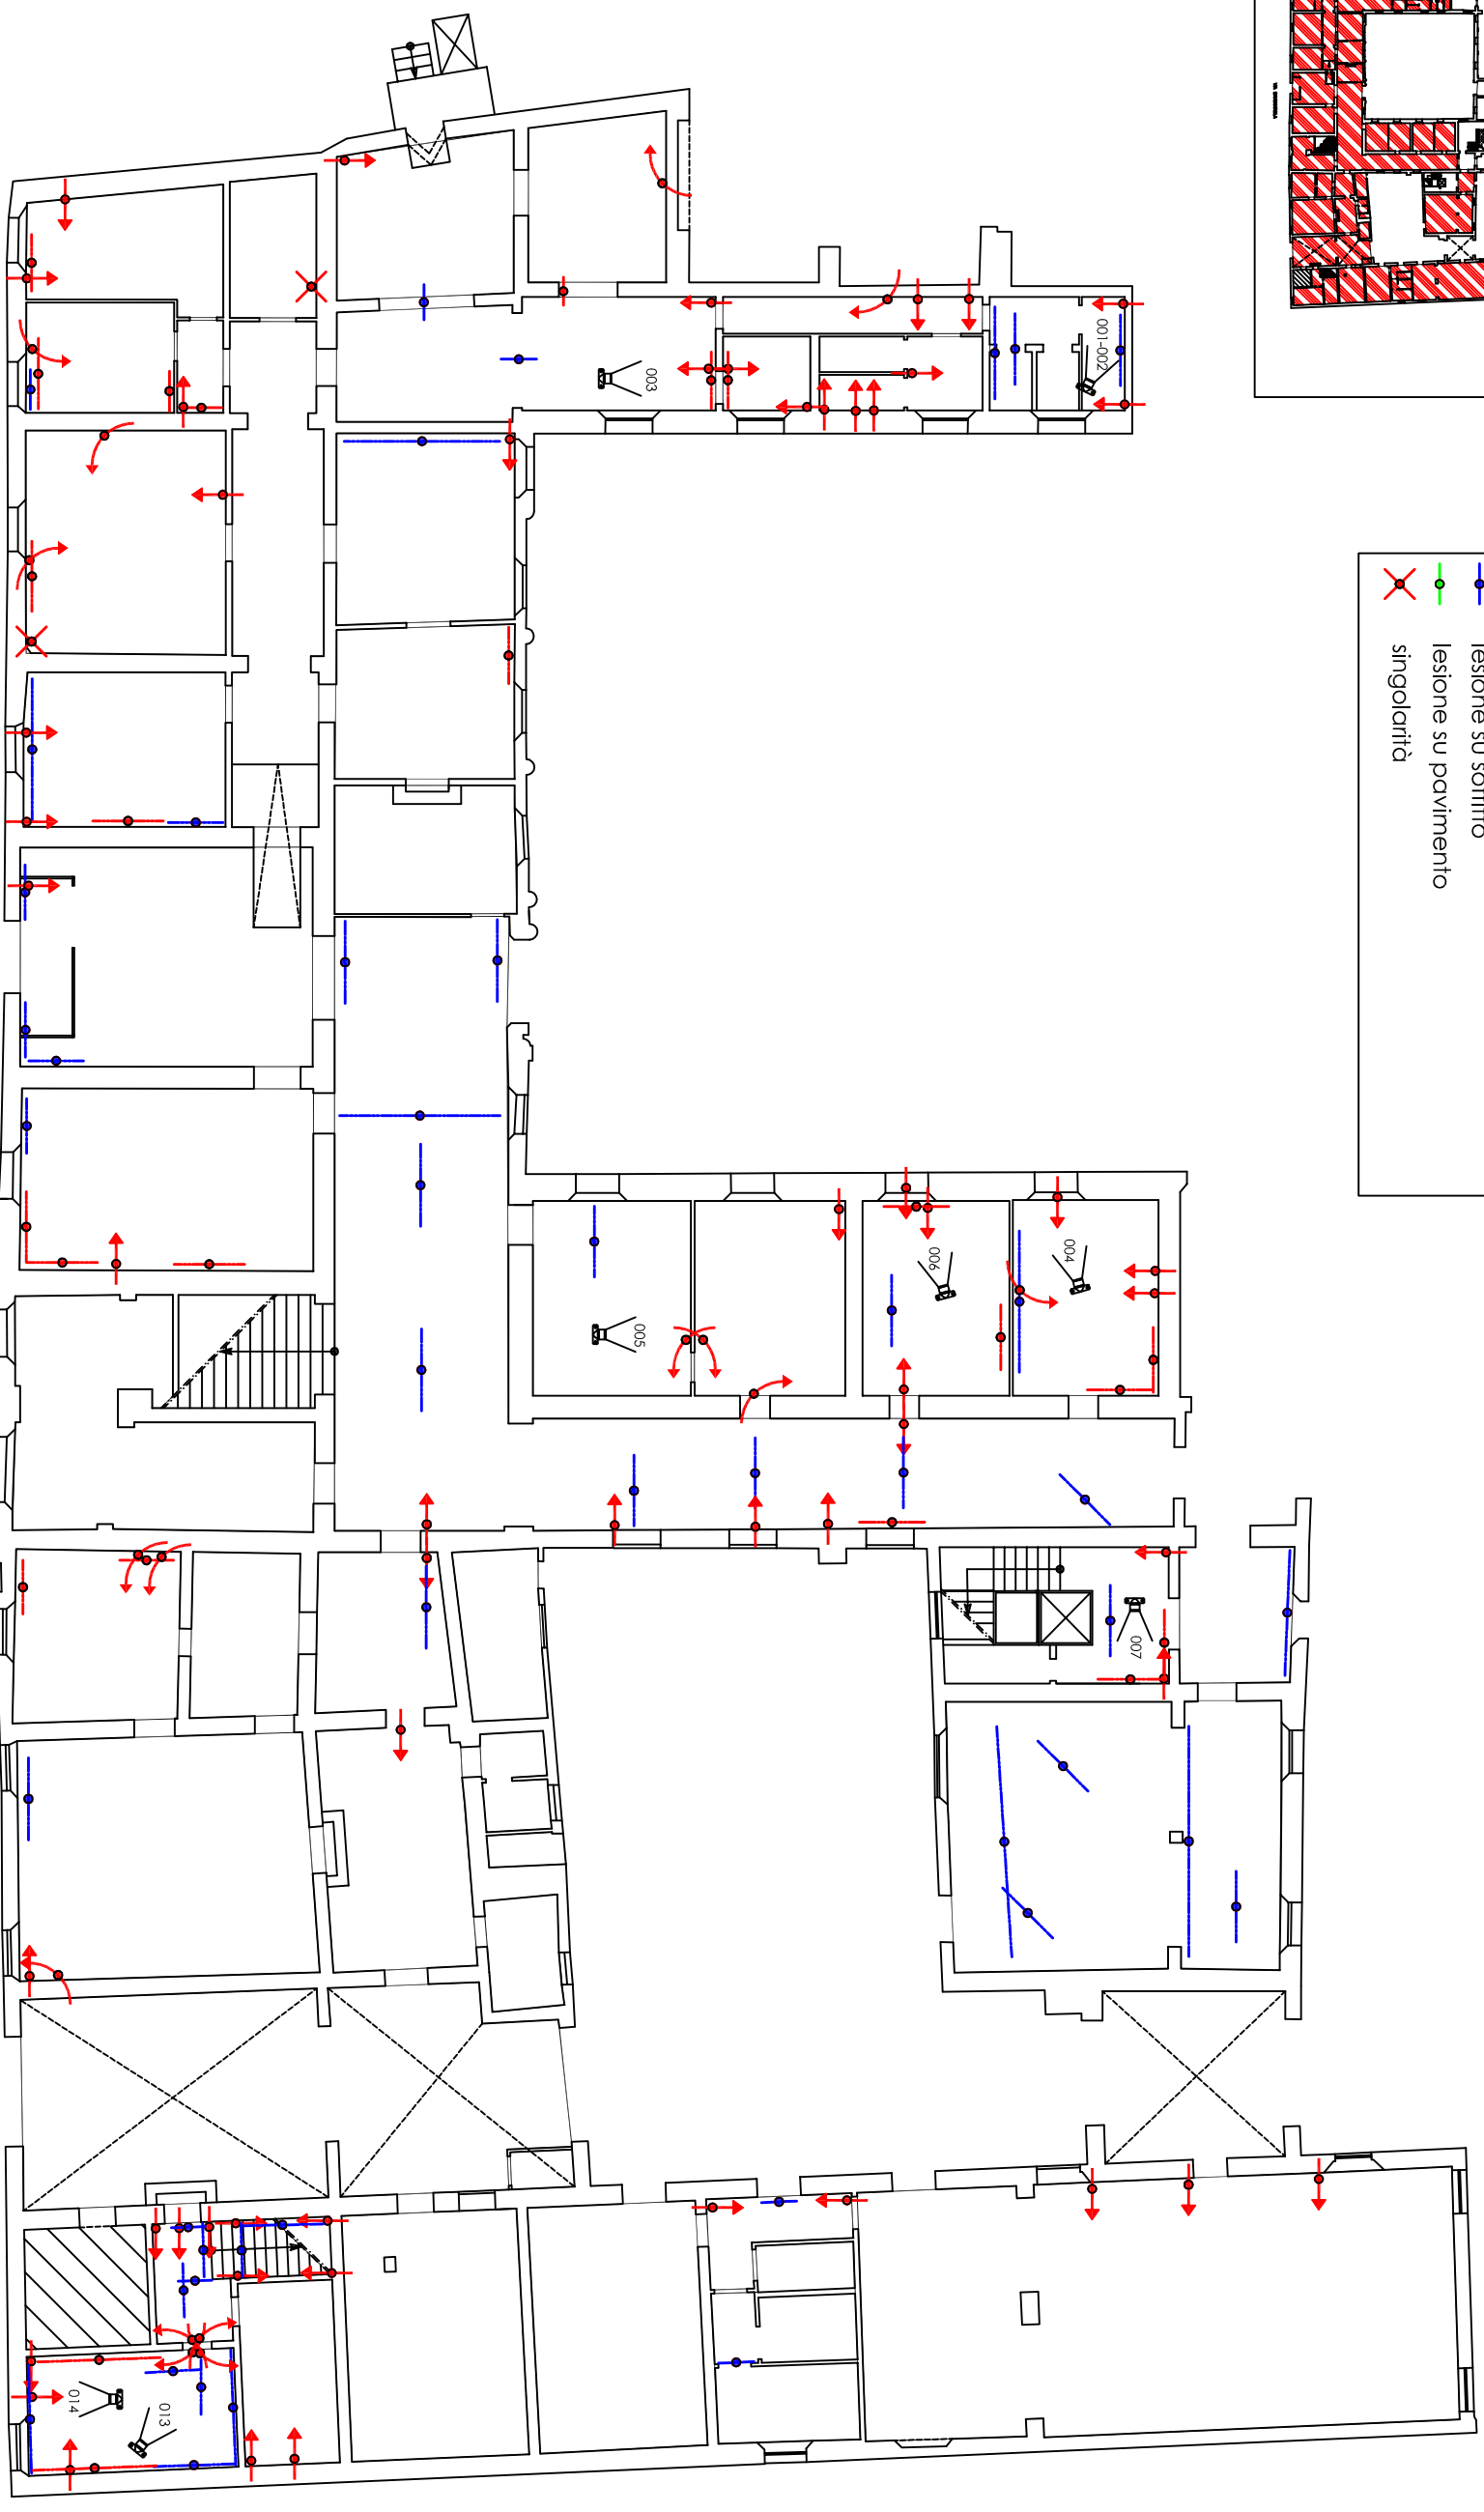 lesione su soffitto
lesione su pavimento
singolarità
001-002
003
004
006
005
007
013
014